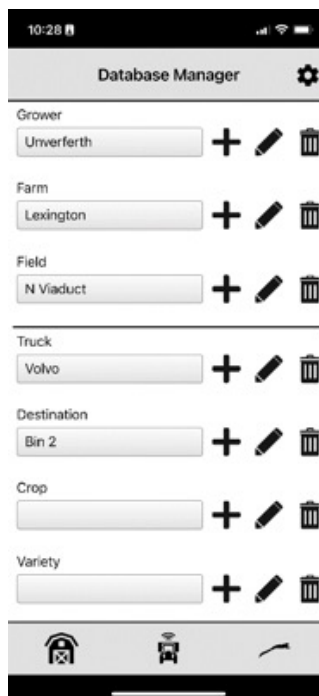 10:28
Database Manager
Grower
Unverferth
Farm
Lexington
Field
N Viaduct
Truck
Volvo
Destination
Bin 2
Crop
Variety